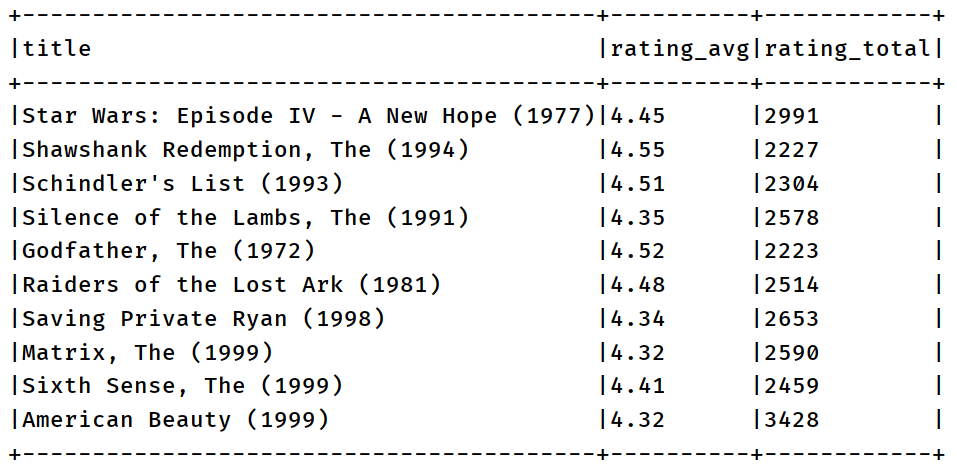 +-----------------------------------------+----------+------------+
|title                                    |rating_avg|rating_total|
+-----------------------------------------+----------+------------+
|Star Wars: Episode IV - A New Hope (1977)|4.45      |2991        |
|Shawshank Redemption, The (1994)         |4.55      |2227        |
|Schindler's List (1993)                  |4.51      |2304        |
|Silence of the Lambs, The (1991)         |4.35      |2578        |
|Godfather, The (1972)                    |4.52      |2223        |
|Raiders of the Lost Ark (1981)           |4.48      |2514        |
|Saving Private Ryan (1998)               |4.34      |2653        |
|Matrix, The (1999)                       |4.32      |2590        |
|Sixth Sense, The (1999)                  |4.41      |2459        |
|American Beauty (1999)                   |4.32      |3428        |
+-----------------------------------------+----------+------------+